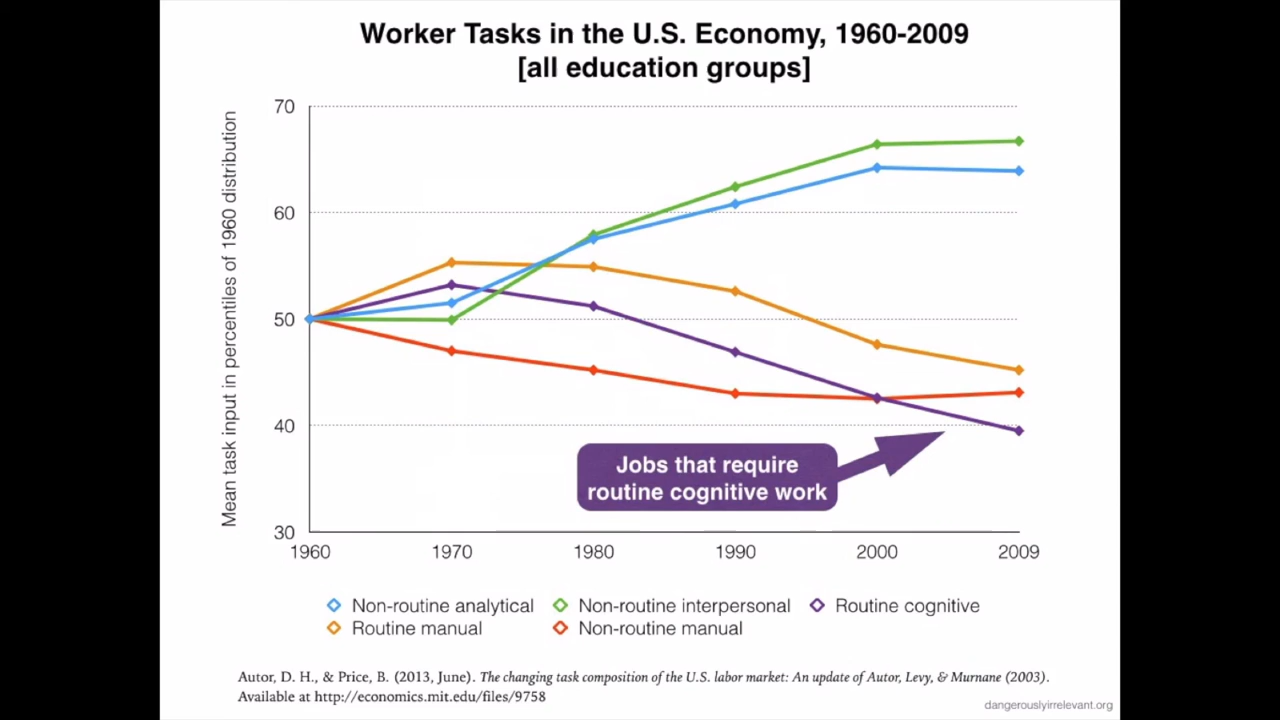 Worker Tasks in the U.S. Economy, 1960-2009
[all education groups]
Mean task input in percentiles of 1960 distribution
70
60
50
40
30
1960 1970 1980 1990 2000 2009
Jobs that require
routine cognitive work
Non-routine analytical Non-routine interpersonal Routine cognitive
Routine manual Non-routine manual
Autor, D. H., & Price, B. (2013, June). The changing task composition of the U.S. labor market: An update of Autor, Levy, & Murnane (2003).
Available at http://economics.mit.edu/files/9758
dangerouslyirrelevant.org